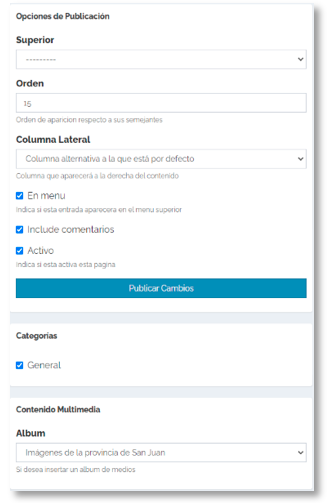 Opciones de Publicación
Superior
---------
Orden
15
Orden de aparicion respecto a sus semejantes
Columna Lateral
Columna alternativa a la que está por defecto
Columna que aparecerá a la derecha del contenido
En menu
Indica si esta entrada aparecera en el menu superior
Include comentarios
Activo
Indica si esta activa esta pagina
Publicar Cambios
Categorías
General
Contenido Multimedia
Album
Imágenes de la provincia de San Juan
Si desea insertar un album de medios